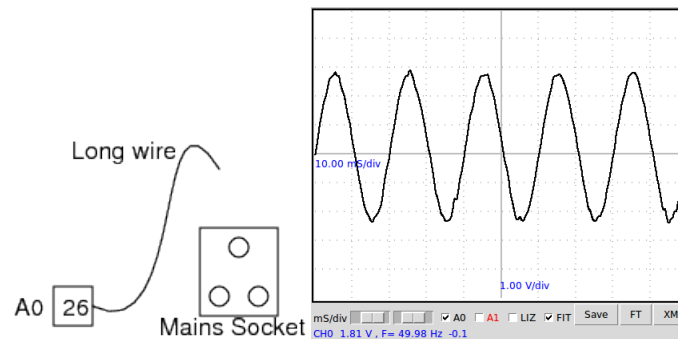 Long wire
A0 26
Mains Socket
10.00 mS/div
1.00 V/div
mS/div A0 A1 LIZ FIT Save FT XM
CH0 1.81 V , F= 49.98 Hz -0.1